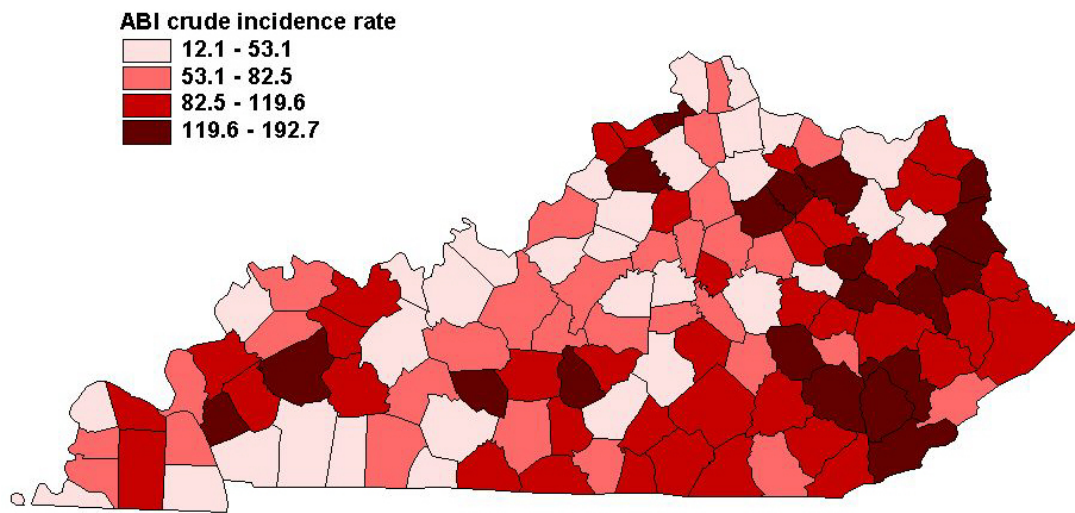 ABI crude incidence rate
12.1 - 53.1
53.1 - 82.5
82.5 - 119.6
119.6 - 192.7